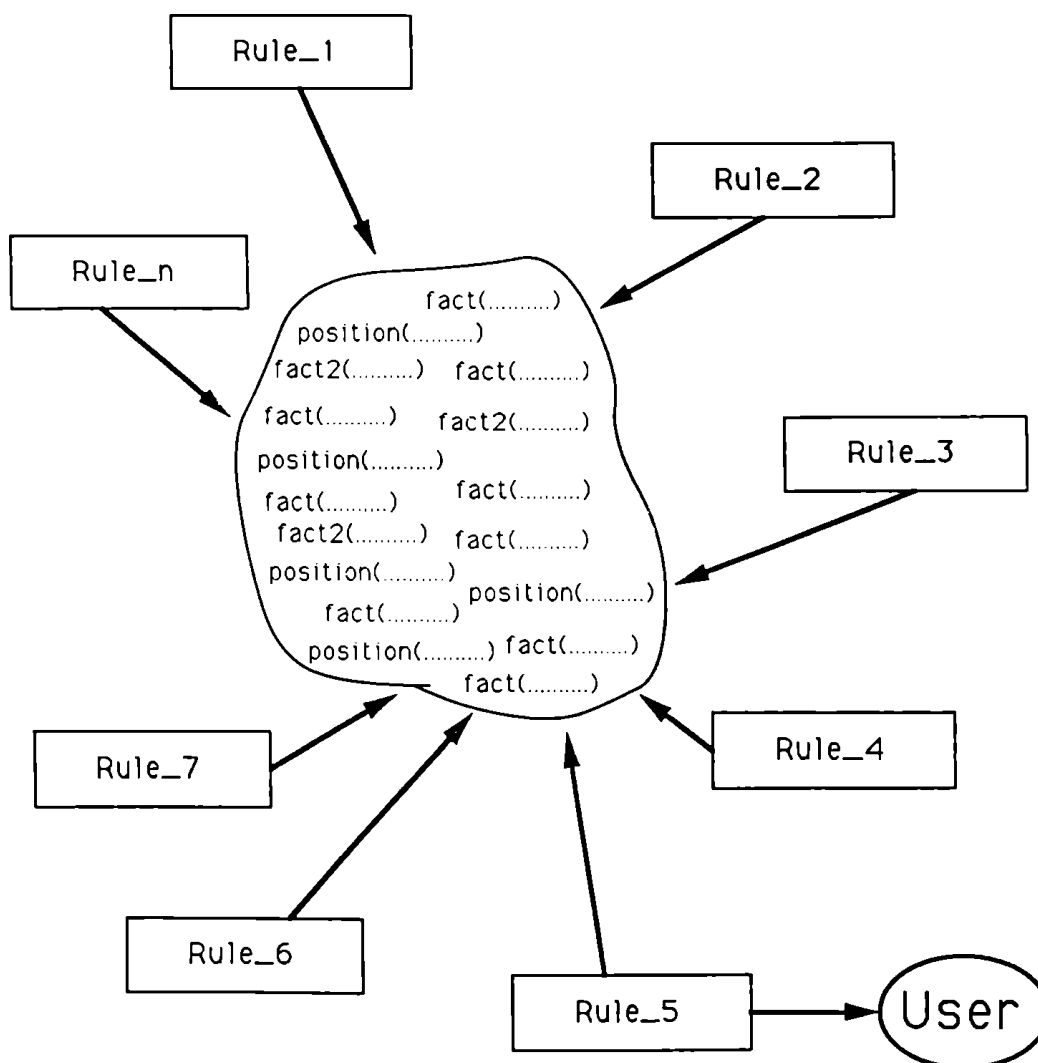 Rule_1
Rule_2
Rule_n
fact(..........)
position(..........)
fact2(..........) fact(..........)
fact(..........) fact2(..........)
Rule_3
position(..........)
fact(..........)
fact(..........)
fact2(..........) fact(..........)
position(..........)
position(..........)
fact(..........)
position(..........) fact(..........)
fact(..........)
Rule_4
Rule_7
Rule_6
Rule_5
User